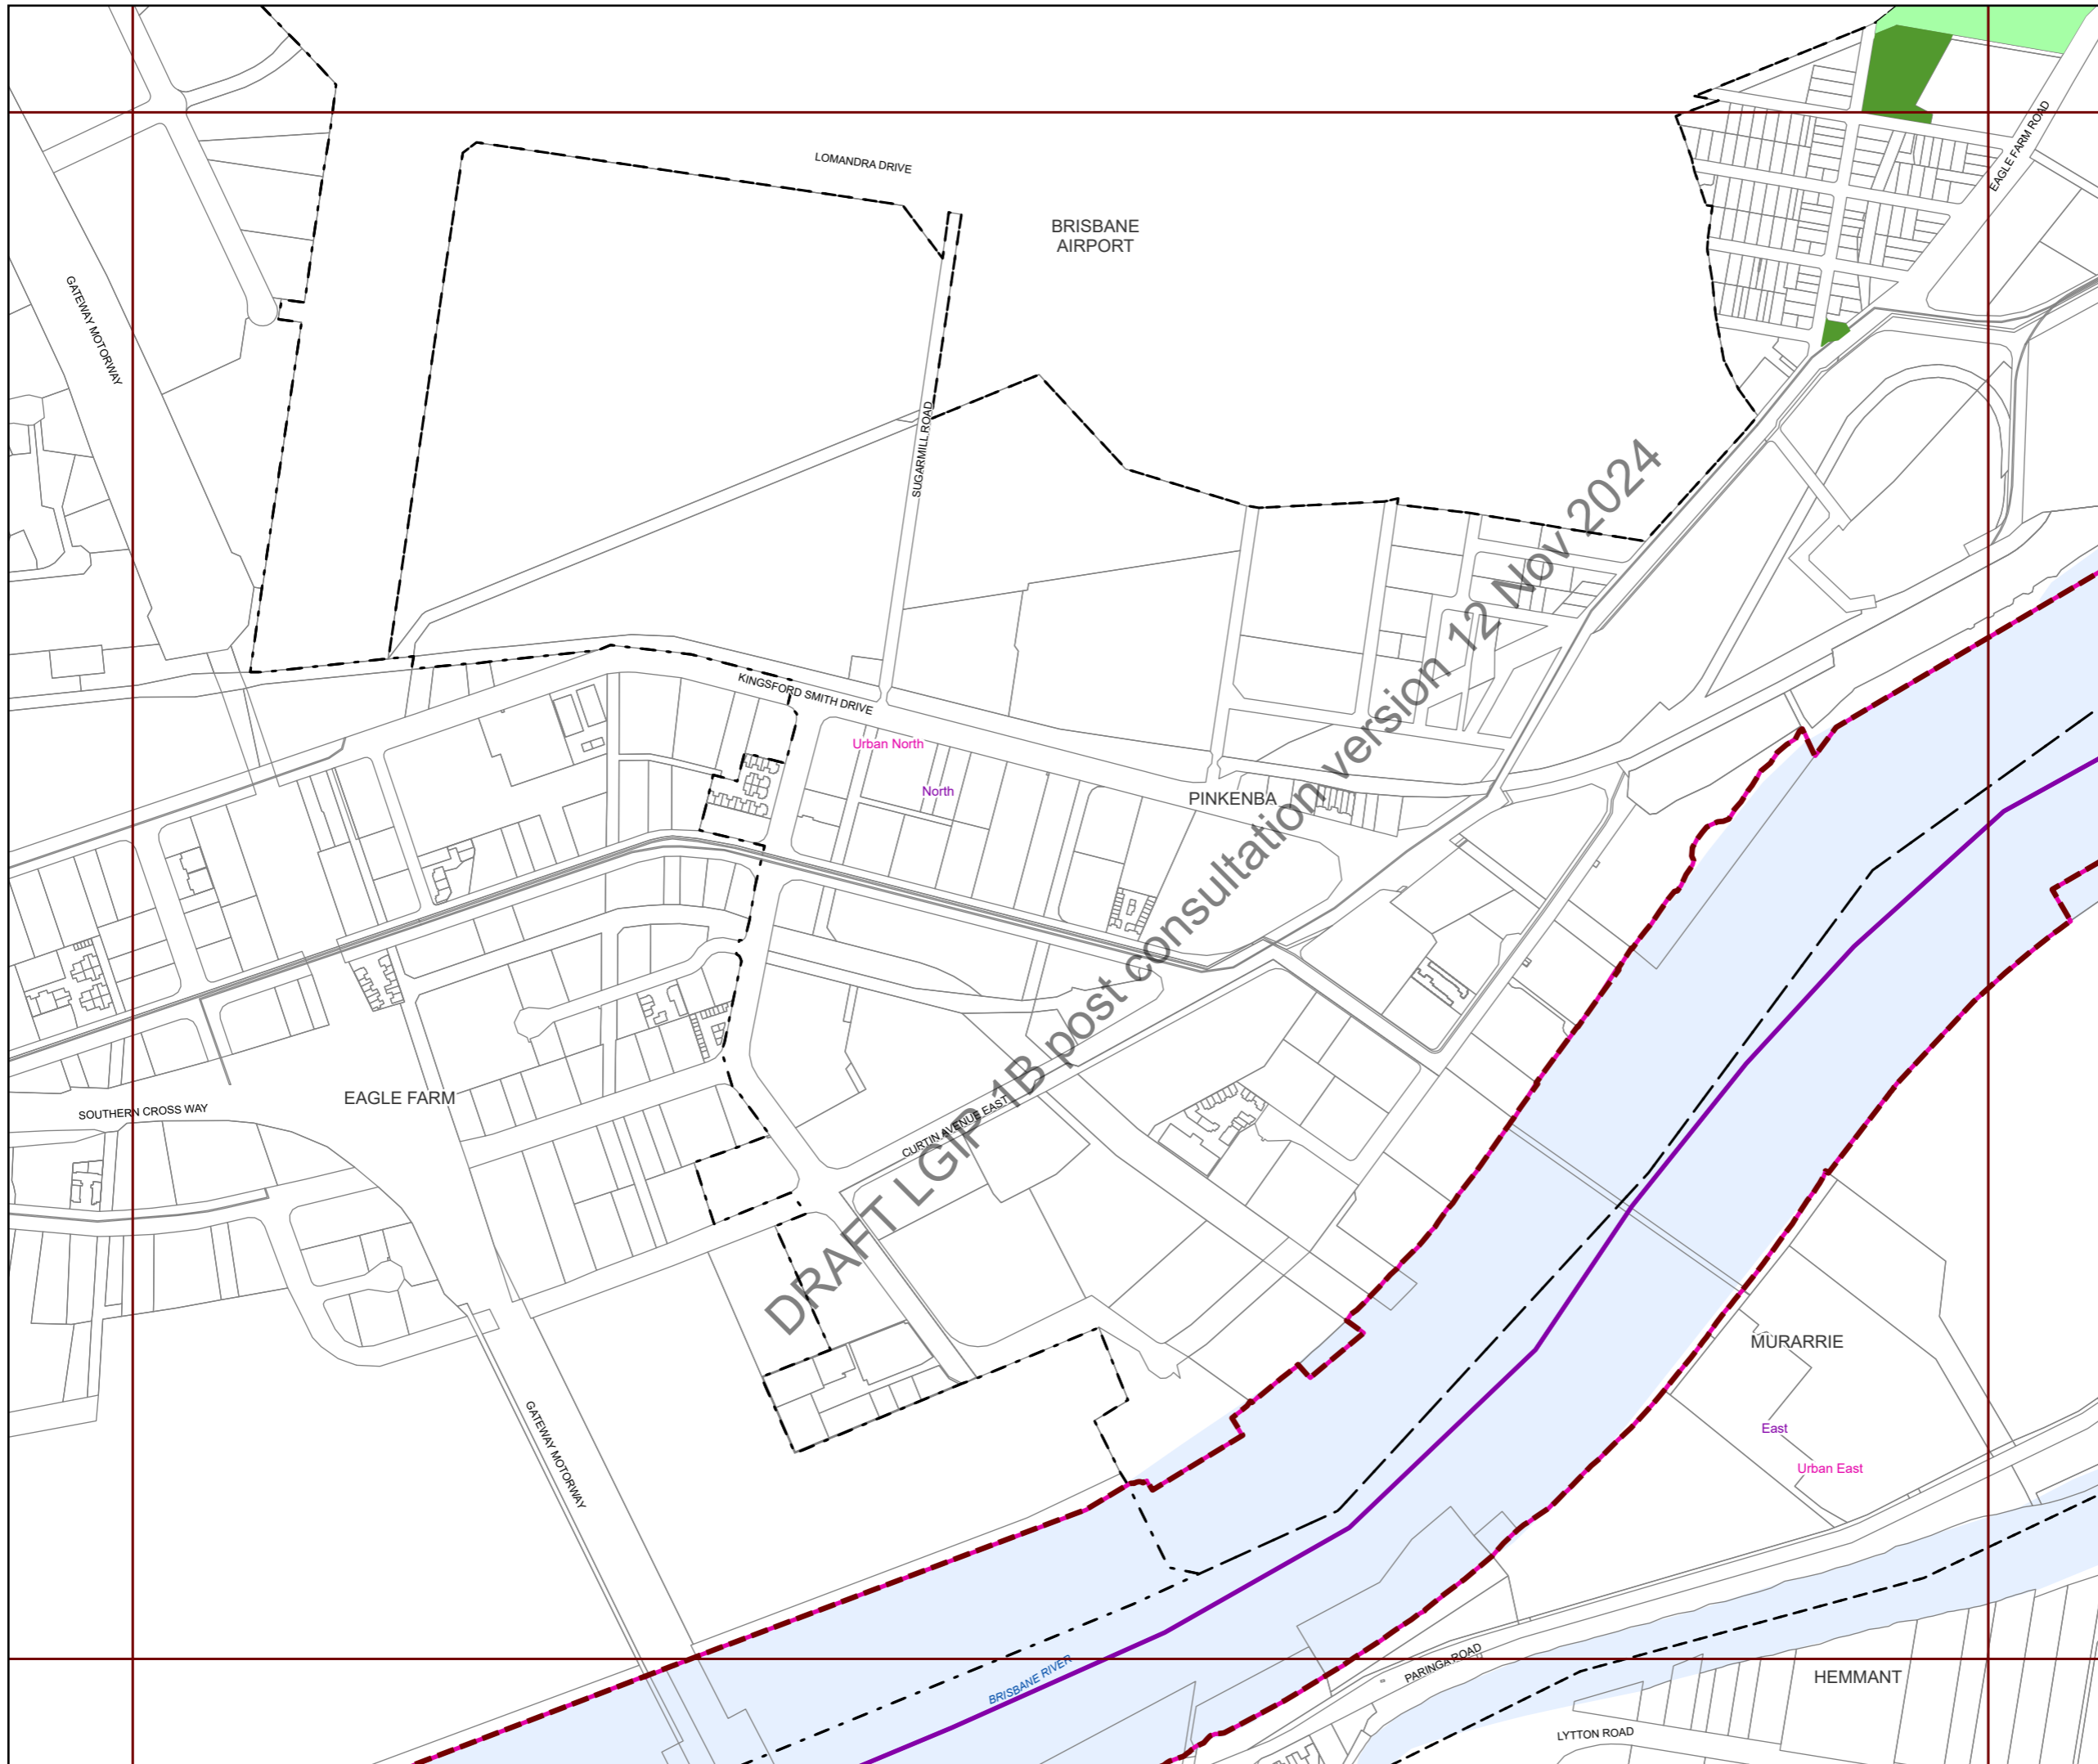 LOMANDRA DRIVE
EAGLE FARM ROAD
BRISBANE
AIRPORT
GATEWAY MOTORWAY
SUGARMILL ROAD
KINGSFORD SMITH DRIVE
Urban North
North
PINKENBA
DRAFT LGIP 1B post consultation version 12 Nov 2024
EAGLE FARM
SOUTHERN CROSS WAY
CURTIN AVENUE EAST
MURARRIE
East
Urban East
GATEWAY MOTORWAY
BRISBANE RIVER
PARINGA ROAD
HEMMANT
LYTTON ROAD